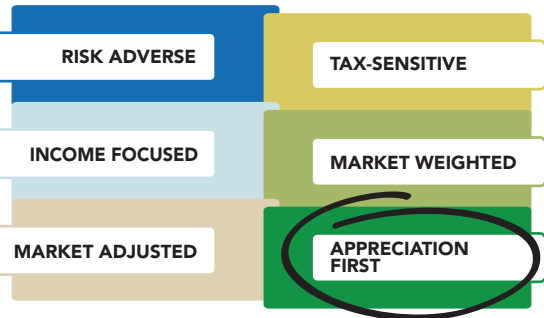 RISK ADVERSE
TAX-SENSITIVE
INCOME FOCUSED
MARKET WEIGHTED
MARKET ADJUSTED
APPRECIATION
FIRST